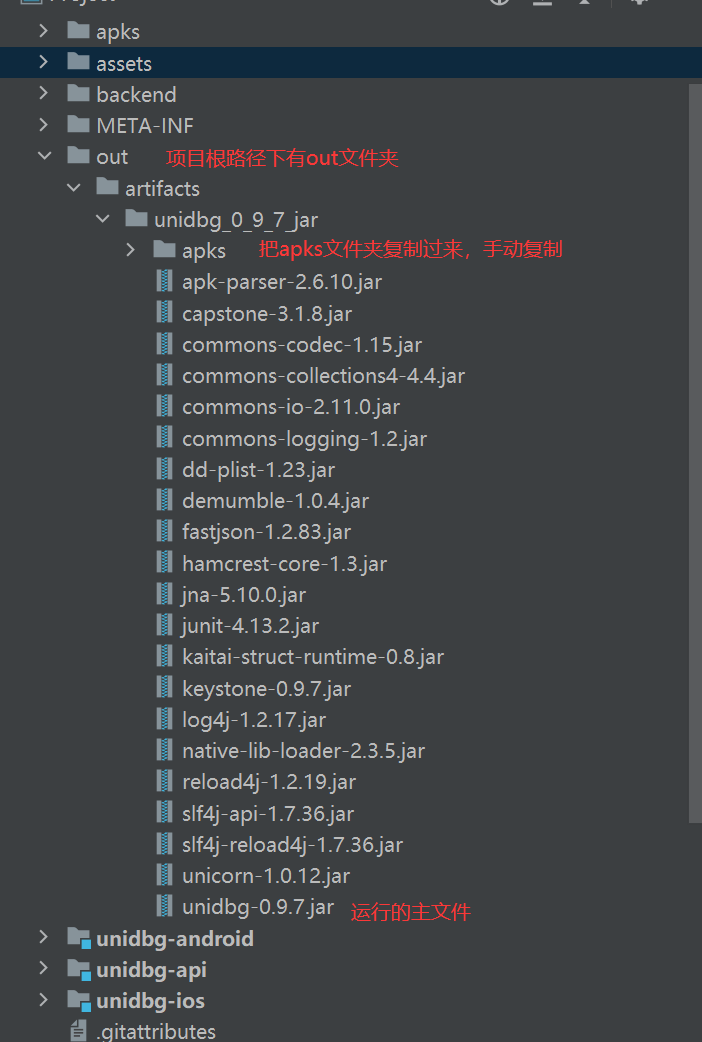 Project
apks
assets
backend
META-INF
out 项目根路径下有out文件夹
artifacts
unidbg_0_9_7_jar
apks 把apks文件夹复制过来，手动复制
apk-parser-2.6.10.jar
capstone-3.1.8.jar
commons-codec-1.15.jar
commons-collections4-4.4.jar
commons-io-2.11.0.jar
commons-logging-1.2.jar
dd-plist-1.23.jar
demumble-1.0.4.jar
fastjson-1.2.83.jar
hamcrest-core-1.3.jar
jna-5.10.0.jar
junit-4.13.2.jar
kaitai-struct-runtime-0.8.jar
keystone-0.9.7.jar
log4j-1.2.17.jar
native-lib-loader-2.3.5.jar
reload4j-1.2.19.jar
slf4j-api-1.7.36.jar
slf4j-reload4j-1.7.36.jar
unicorn-1.0.12.jar
unidbg-0.9.7.jar 运行的主文件
unidbg-android
unidbg-api
unidbg-ios
.gitattributes